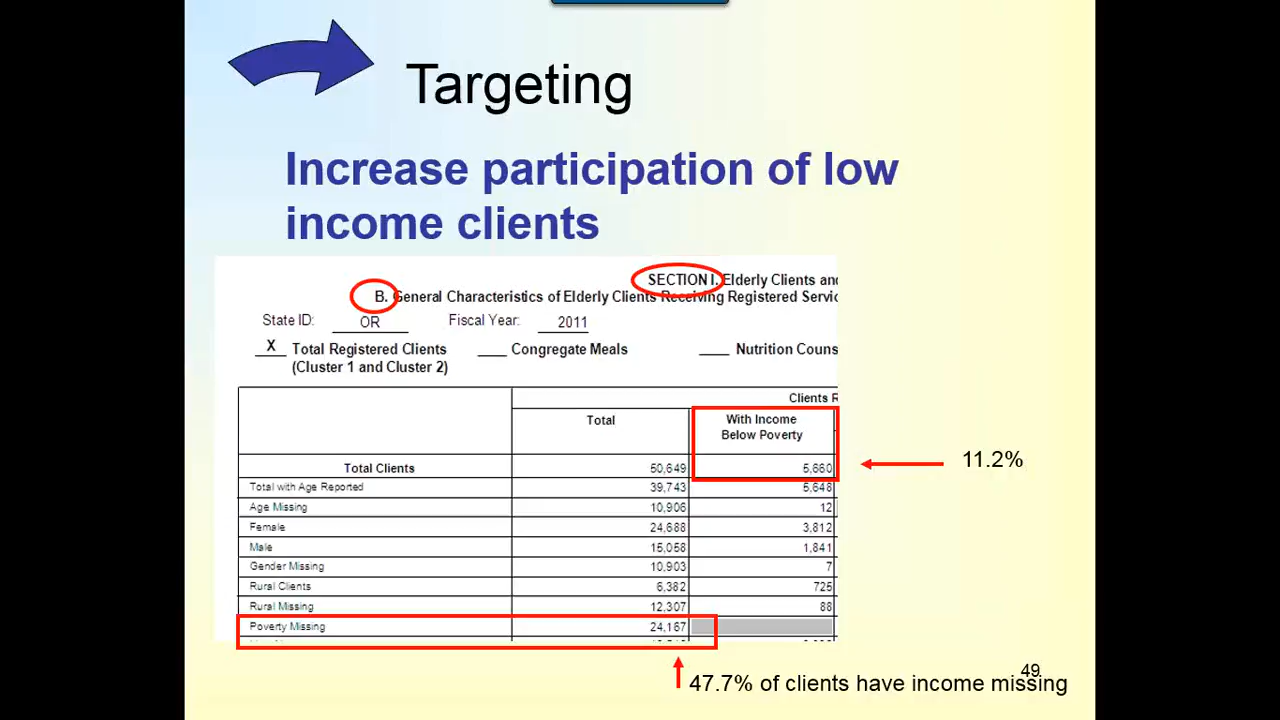 Targeting
Increase participation of low
income clients
SECTION I. Elderly Clients and
B. General Characteristics of Elderly Clients Receiving Registered Servic
State ID: OR Fiscal Year: 2011
X Total Registered Clients Congregate Meals Nutrition Couns
(Cluster 1 and Cluster 2)
Clients R
Total With Income
Below Poverty
Total Clients 50,649 5,660 11.2%
Total with Age Reported 39,743 5,648
Age Missing 10,906 12
Female 24,688 3,812
Male 15,058 1,841
Gender Missing 10,903 7
Rural Clients 6,382 725
Rural Missing 12,307 88
Poverty Missing 24,167
49
47.7% of clients have income missing